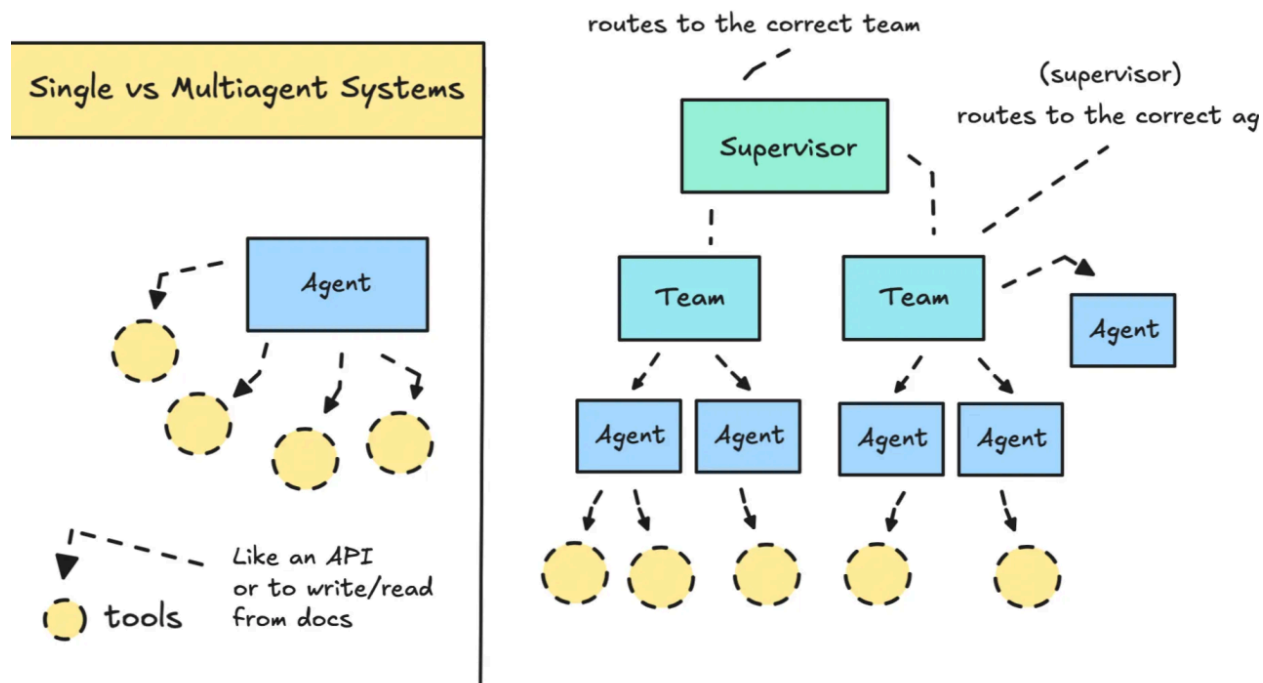 Single vs Multiagent Systems
Agent
Like an API
or to write/read
from docs
tools
routes to the correct team
(supervisor)
routes to the correct ag
Supervisor
Team
Team
Agent
Agent
Agent
Agent
Agent